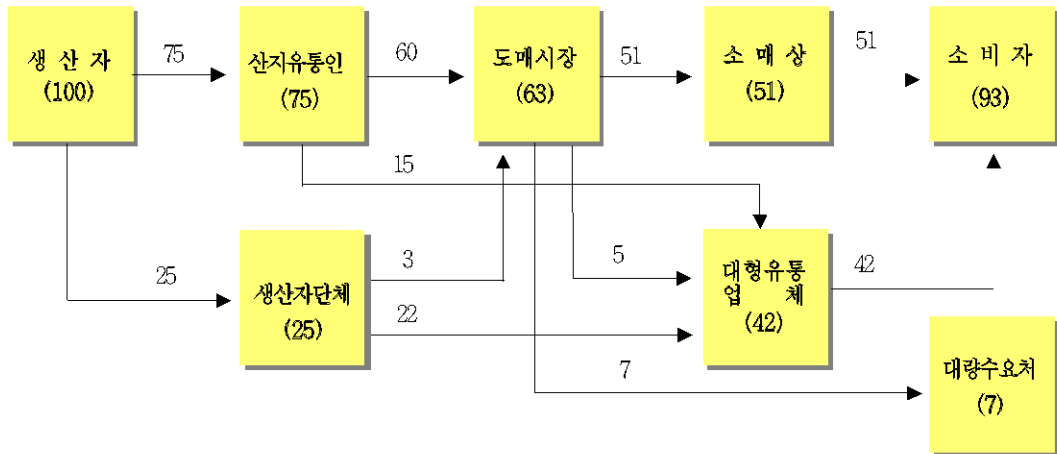 생 산 자
(100)
75
산지유통인
(75)
60
도매시장
(63)
51
소 매 상
(51)
51
소 비 자
(93)
15
25
생산자단체
(25)
3
22
5
대형유통
업 체
(42)
42
7
대량수요처
(7)